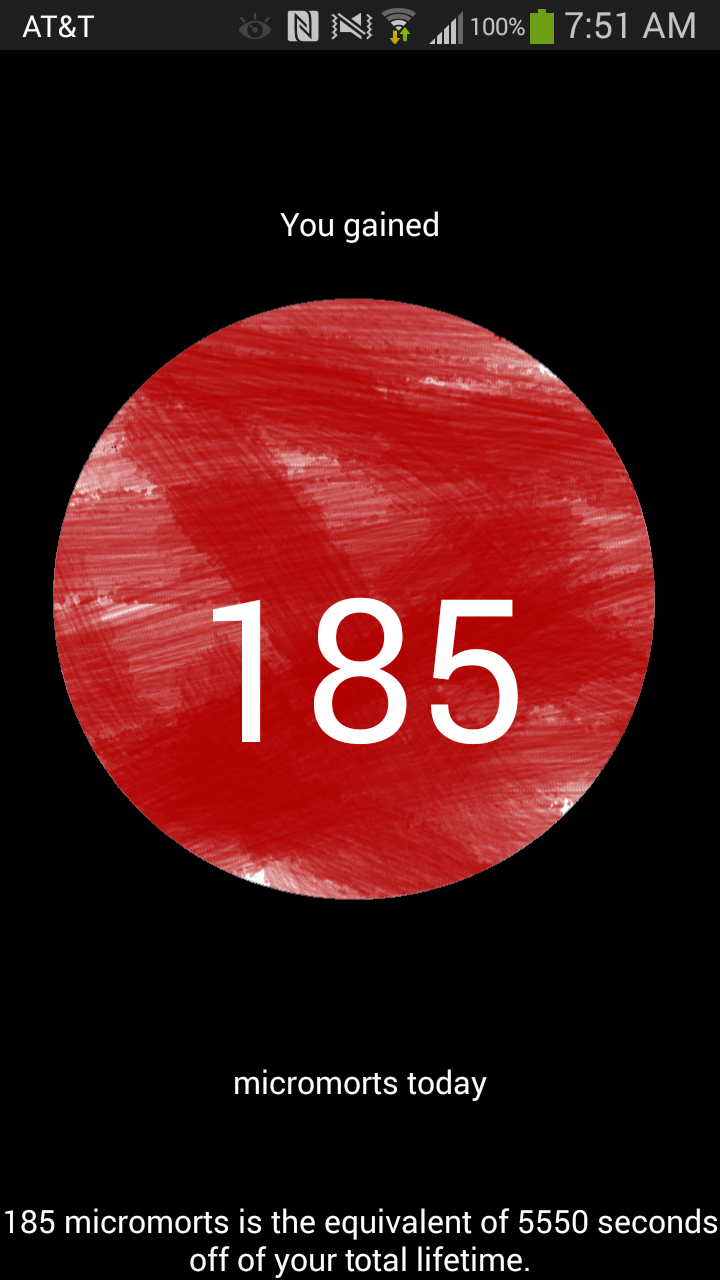 AT&T 100% 7:51 AM
You gained
185
micromorts today
185 micromorts is the equivalent of 5550 seconds
off of your total lifetime.